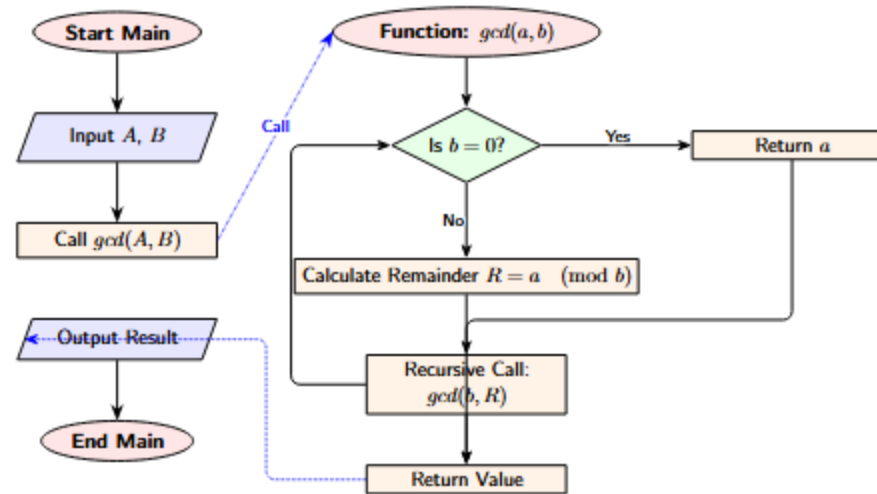 Start Main
Input A, B
Call gcd(A, B)
Output Result
End Main
Call
Function: gcd(a, b)
Is b = 0?
Yes
Return a
No
Calculate Remainder R = a (mod b)
Recursive Call:
gcd(b, R)
Return Value